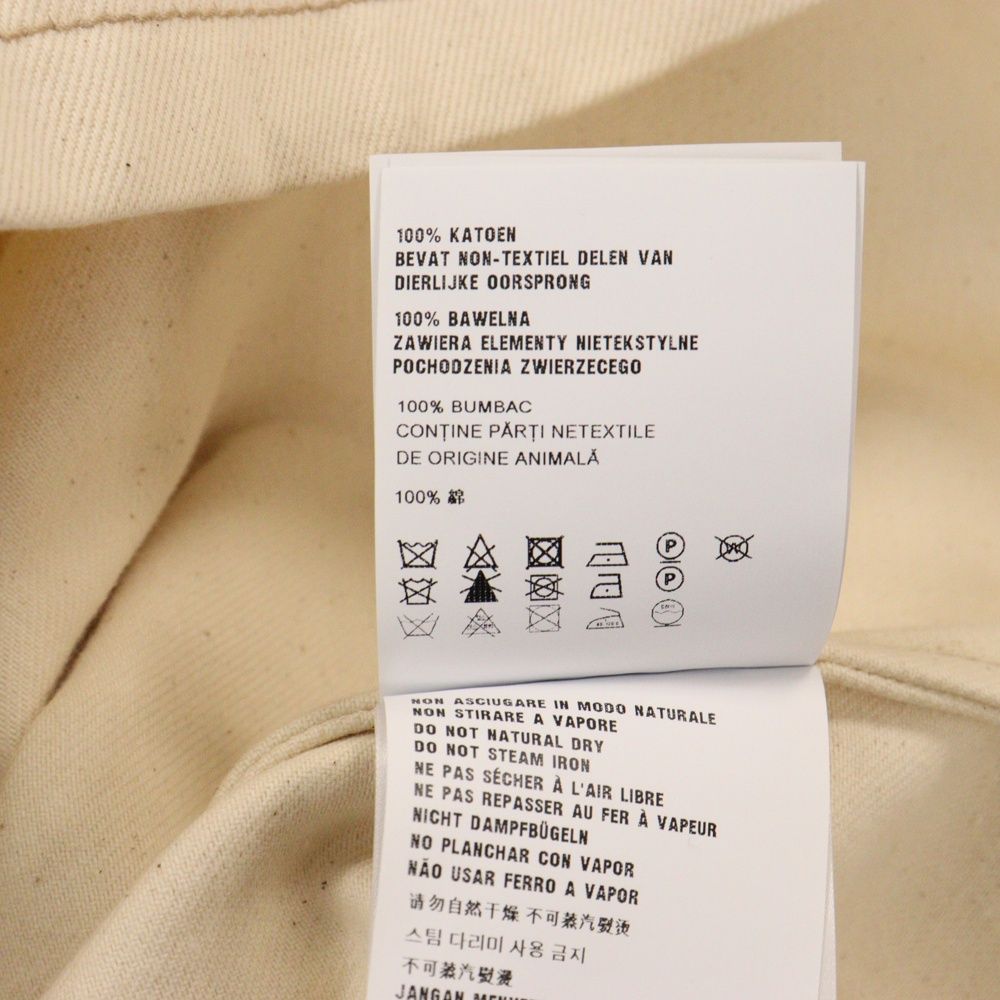 100% KATOEN
BEVAT NON-TEXTIEL DELEN VAN
DIERLIJKE OORSPRONG
100% BAWELNA
ZAWIERA ELEMENTY NIETEKSTYLNE
POCHODZENIA ZWIERZECEGO
100% BUMBAC
CONȚINE PĂRȚI NETEXTILE
DE ORIGINE ANIMALĂ
100% 綿
P W
P
NON ASCIUGARE IN MODO NATURALE
NON STIRARE A VAPORE
DO NOT NATURAL DRY
DO NOT STEAM IRON
NE PAS SÉCHER À L'AIR LIBRE
NE PAS REPASSER AU FER À VAPEUR
NICHT DAMPFBÜGELN
NO PLANCHAR CON VAPOR
NÃO USAR FERRO A VAPOR
请勿自然干燥 不可蒸汽熨烫
스팀 다리미 사용 금지
不可蒸汽熨燙
JANGAN